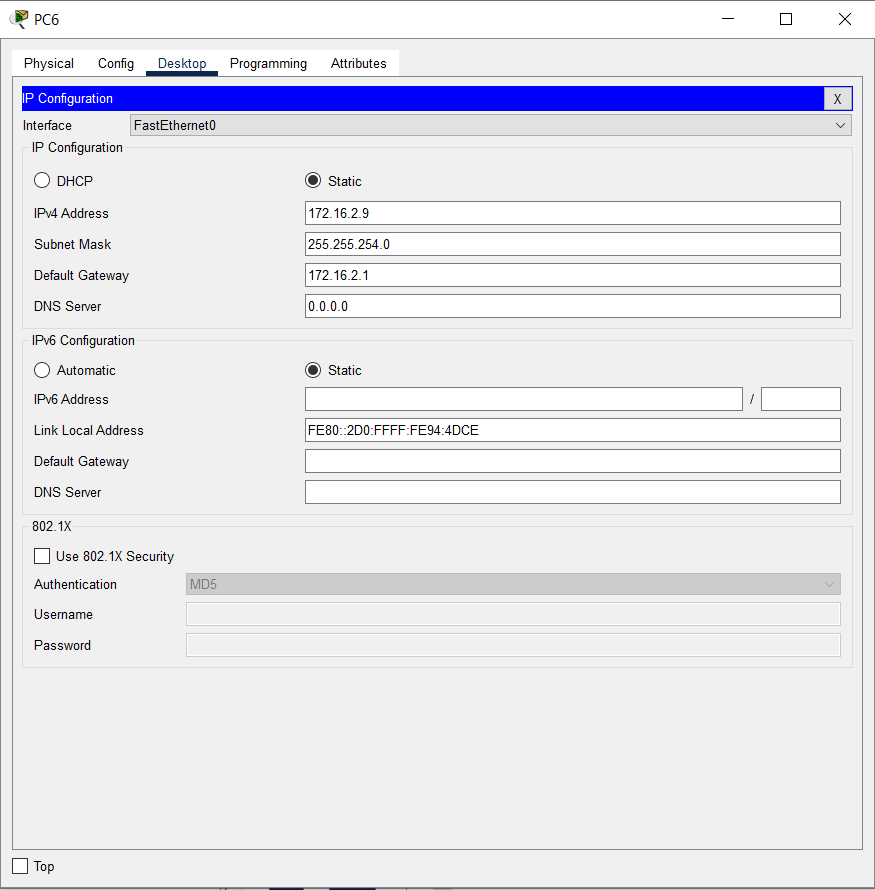 PC6
Physical Config Desktop Programming Attributes
IP Configuration X
Interface FastEthernet0
IP Configuration
DHCP Static
IPv4 Address 172.16.2.9
Subnet Mask 255.255.254.0
Default Gateway 172.16.2.1
DNS Server 0.0.0.0
IPv6 Configuration
Automatic Static
IPv6 Address /
Link Local Address FE80::2D0:FFFF:FE94:4DCE
Default Gateway
DNS Server
802.1X
Use 802.1X Security
Authentication MD5
Username
Password
Top